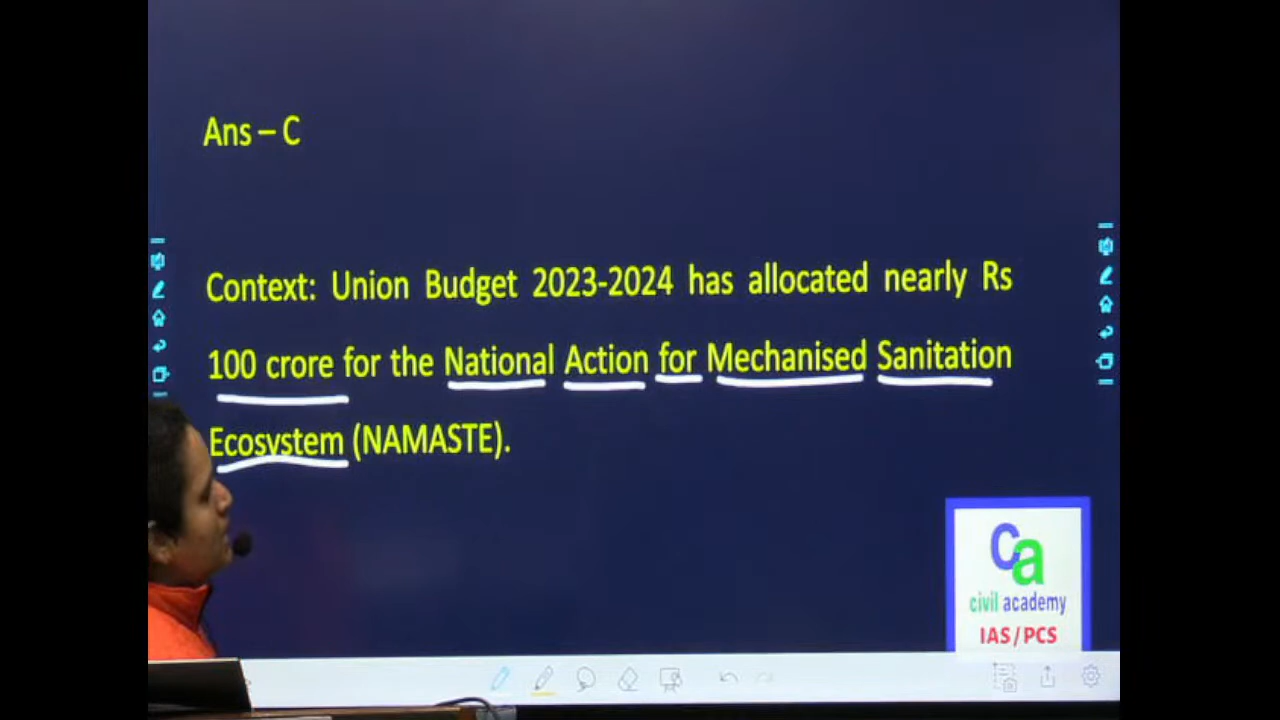 Ans – C
Context: Union Budget 2023-2024 has allocated nearly Rs
100 crore for the National Action for Mechanised Sanitation
Ecosystem (NAMASTE).
ca
civil academy
IAS/PCS